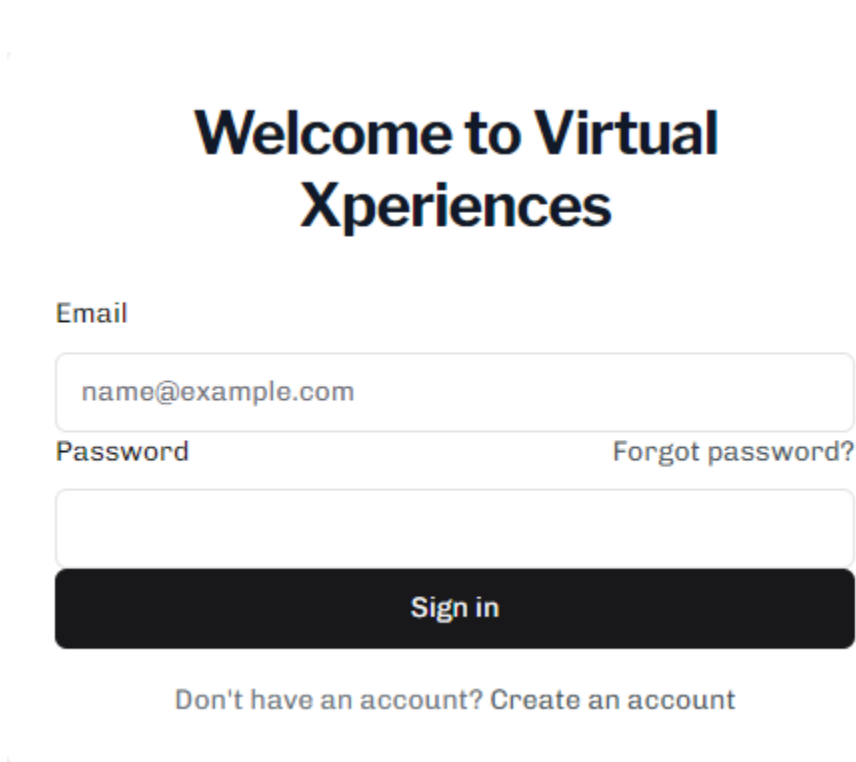 Welcome to Virtual
Xperiences
Email
name@example.com
Password
Forgot password?
Sign in
Don't have an account? Create an account